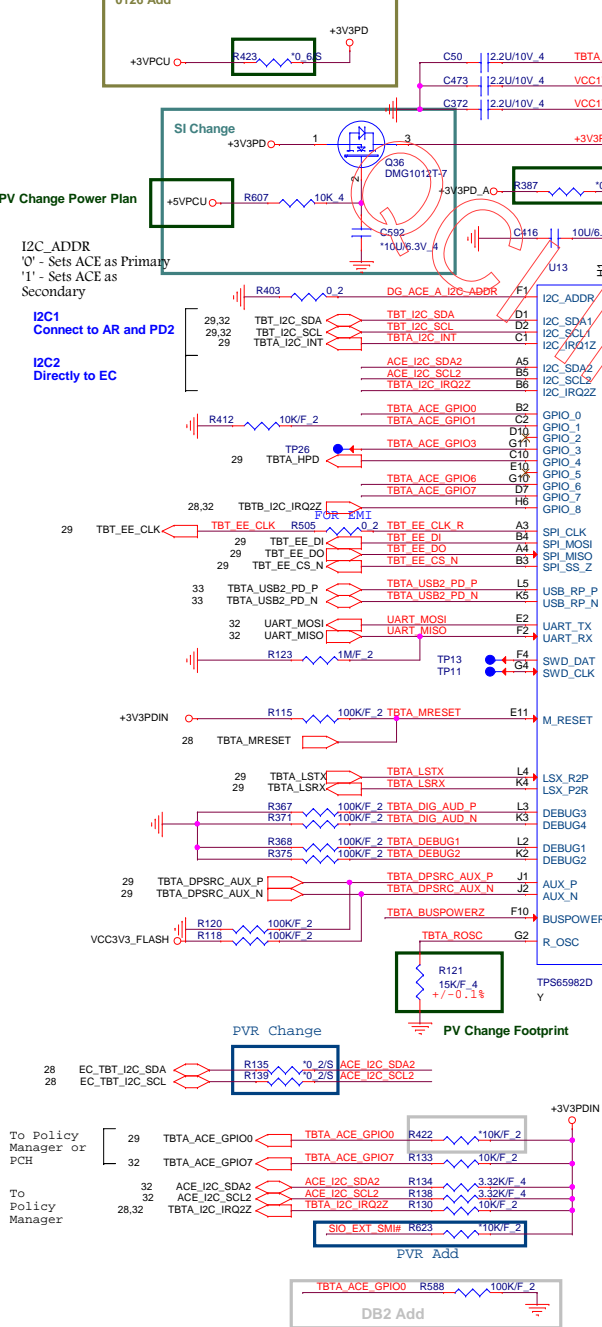 0126 Add
+3V3PD
+3VPCU R423 *0_6/S
C50 2.2U/10V_4 TBTA_
C473 2.2U/10V_4 VCC1
C372 2.2U/10V_4 VCC1
SI Change
+3V3PD 1 3 +3V3P
Q36
DMG1012T-7
2
+3V3PD_A R387 *0
PV Change Power Plan
+5VPCU R607 10K_4
C592
*10U/6.3V_4
C416 10U/6.
I2C_ADDR
'0' - Sets ACE as Primary
'1' - Sets ACE as
Secondary
U13
H1
R403 0_2 DG_ACE_A_I2C_ADDR F1 I2C_ADDR
I2C1
Connect to AR and PD2
29,32 TBT_I2C_SDA TBT_I2C_SDA D1 I2C_SDA1
29,32 TBT_I2C_SCL TBT_I2C_SCL D2 I2C_SCL1
29 TBTA_I2C_INT TBTA_I2C_INT C1 I2C_IRQ1Z
I2C2
Directly to EC
ACE_I2C_SDA2 A5 I2C_SDA2
ACE_I2C_SCL2 B5 I2C_SCL2
TBTA_I2C_IRQ2Z B6 I2C_IRQ2Z
TBTA_ACE_GPIO0 B2 GPIO_0
R412 10K/F_2 TBTA_ACE_GPIO1 C2 GPIO_1
D10 GPIO_2
TP26 TBTA_ACE_GPIO3 G11 GPIO_3
29 TBTA_HPD C10 GPIO_4
E10 GPIO_5
TBTA_ACE_GPIO6 G10 GPIO_6
TBTA_ACE_GPIO7 D7 GPIO_7
28,32 TBTB_I2C_IRQ2Z H6 GPIO_8
FOR EMI
29 TBT_EE_CLK TBT_EE_CLK R505 0_2 TBT_EE_CLK_R A3 SPI_CLK
29 TBT_EE_DI TBT_EE_DI B4 SPI_MOSI
29 TBT_EE_DO TBT_EE_DO A4 SPI_MISO
29 TBT_EE_CS_N TBT_EE_CS_N B3 SPI_SS_Z
33 TBTA_USB2_PD_P TBTA_USB2_PD_P L5 USB_RP_P
33 TBTA_USB2_PD_N TBTA_USB2_PD_N K5 USB_RP_N
32 UART_MOSI UART_MOSI E2 UART_TX
32 UART_MISO UART_MISO F2 UART_RX
R123 1M/F_2
TP13 F4 SWD_DAT
TP11 G4 SWD_CLK
+3V3PDIN R115 100K/F_2 TBTA_MRESET E11 M_RESET
28 TBTA_MRESET
29 TBTA_LSTX TBTA_LSTX L4 LSX_R2P
29 TBTA_LSRX TBTA_LSRX K4 LSX_P2R
R367 100K/F_2 TBTA_DIG_AUD_P L3 DEBUG3
R371 100K/F_2 TBTA_DIG_AUD_N K3 DEBUG4
R368 100K/F_2 TBTA_DEBUG1 L2 DEBUG1
R375 100K/F_2 TBTA_DEBUG2 K2 DEBUG2
29 TBTA_DPSRC_AUX_P TBTA_DPSRC_AUX_P J1 AUX_P
29 TBTA_DPSRC_AUX_N TBTA_DPSRC_AUX_N J2 AUX_N
TBTA_BUSPOWERZ F10 BUSPOWER
R120 100K/F_2
VCC3V3_FLASH R118 100K/F_2
TBTA_ROSC G2 R_OSC
R121
15K/F_4
+/-0.1%
TPS65982D
Y
PV Change Footprint
PVR Change
28 EC_TBT_I2C_SDA R135 *0_2/S ACE_I2C_SDA2
28 EC_TBT_I2C_SCL R139 *0_2/S ACE_I2C_SCL2
+3V3PDIN
To Policy
Manager or
PCH
29 TBTA_ACE_GPIO0 TBTA_ACE_GPIO0 R422 *10K/F_2
32 TBTA_ACE_GPIO7 TBTA_ACE_GPIO7 R133 10K/F_2
To
Policy
Manager
32 ACE_I2C_SDA2 ACE_I2C_SDA2 R134 3.32K/F_4
32 ACE_I2C_SCL2 ACE_I2C_SCL2 R138 3.32K/F_4
28,32 TBTA_I2C_IRQ2Z TBTA_I2C_IRQ2Z R130 10K/F_2
SIO_EXT_SMI# R623 *10K/F_2
PVR Add
TBTA_ACE_GPIO0 R588 100K/F_2
DB2 Add